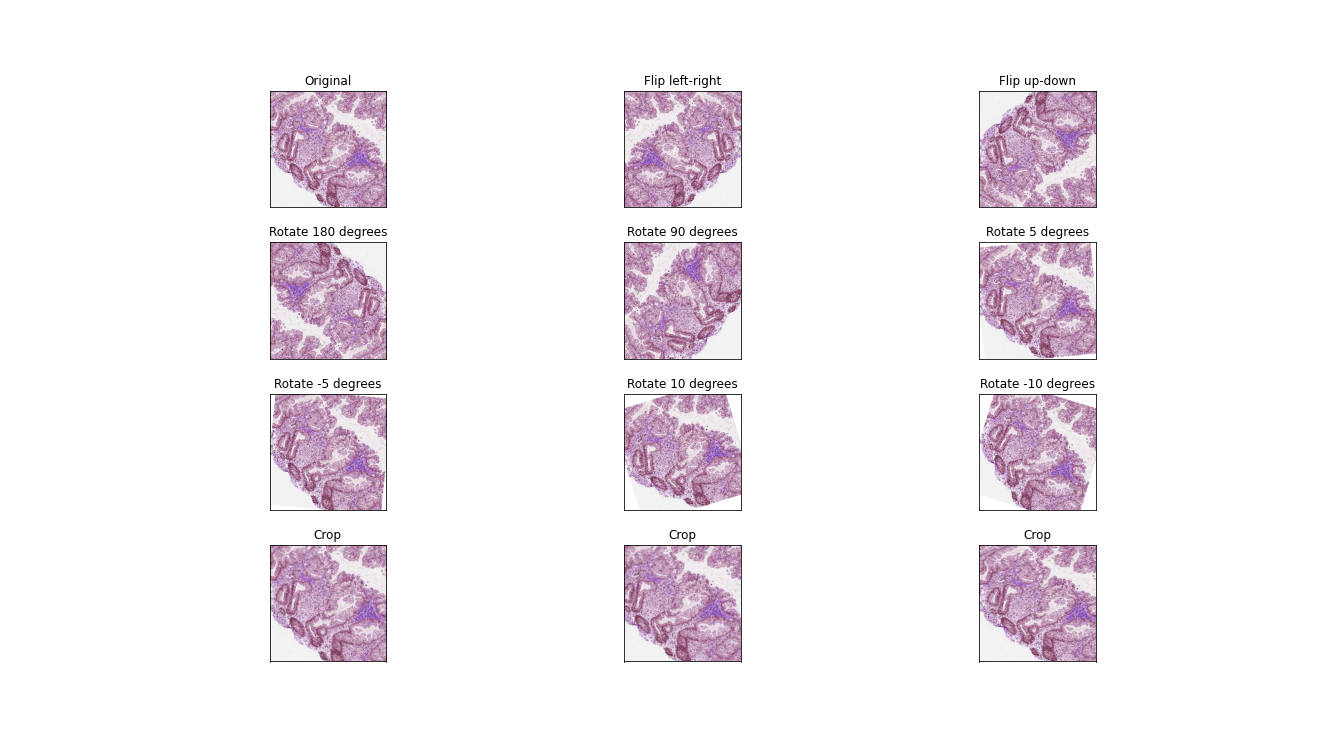 Original
Flip left-right
Flip up-down
Rotate 180 degrees
Rotate 90 degrees
Rotate 5 degrees
Rotate -5 degrees
Rotate 10 degrees
Rotate -10 degrees
Crop
Crop
Crop